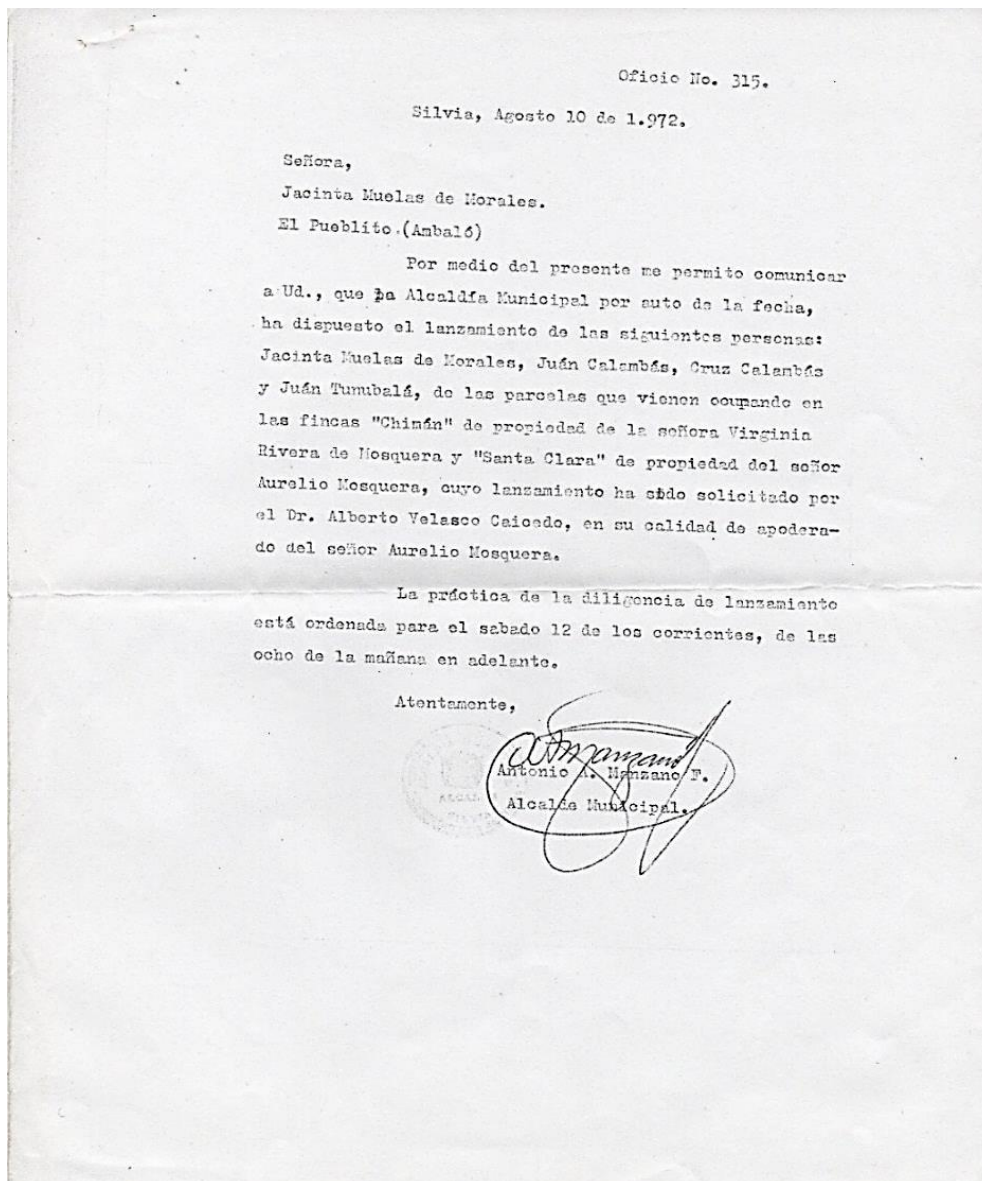 Oficio No. 315.
Silvia, Agosto 10 de 1.972.
Señora,
Jacinta Muelas de Morales.
El Pueblito.(Ambaló)
Por medio del presente me permito comunicar
a Ud., que la Alcaldía Municipal por auto de la fecha,
ha dispuesto el lanzamiento de las siguientes personas:
Jacinta Muelas de Morales, Juán Calambás, Cruz Calambás
y Juán Tunubalá, de las parcelas que vienen ocupando en
las fincas "Chimán" de propiedad de la señora Virginia
Rivera de Mosquera y "Santa Clara" de propiedad del señor
Aurelio Mosquera, cuyo lanzamiento ha sido solicitado por
el Dr. Alberto Velasco Caicedo, en su calidad de apodera-
do del señor Aurelio Mosquera.
La práctica de la diligencia de lanzamiento
está ordenada para el sabado 12 de los corrientes, de las
ocho de la mañana en adelante.
Atentamente,
Antonio A. Manzano F.
Alcalde Municipal.